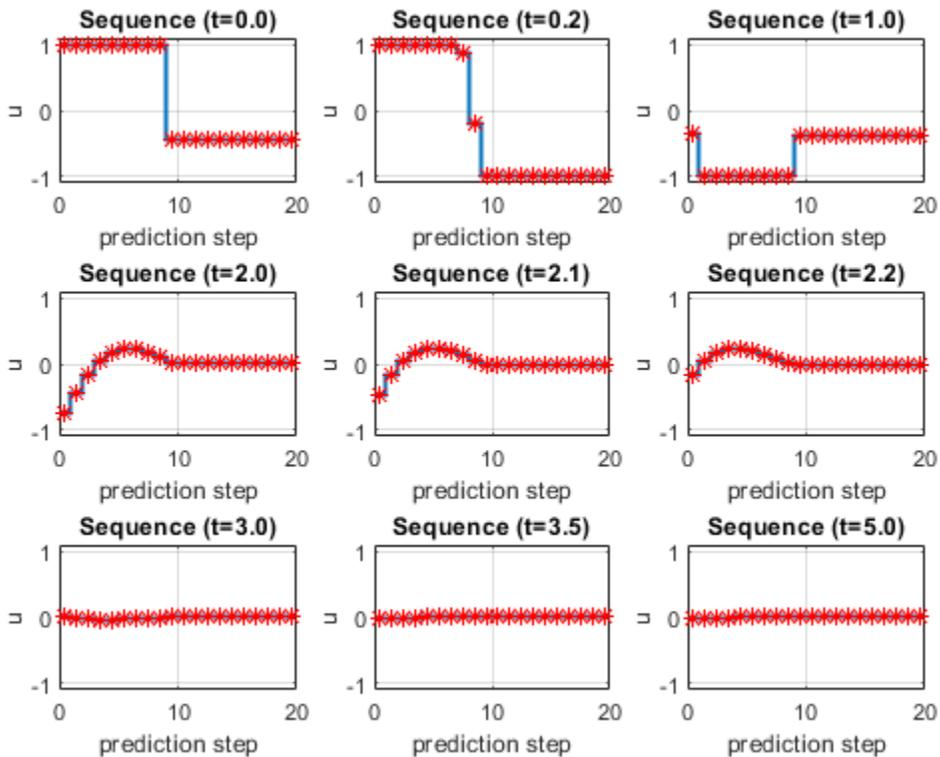 Sequence (t=0.0) Sequence (t=0.2) Sequence (t=1.0)
1 1 1
u 0 u 0 u 0
-1 -1 -1
0 10 20 0 10 20 0 10 20
prediction step prediction step prediction step
Sequence (t=2.0) Sequence (t=2.1) Sequence (t=2.2)
1 1 1
u 0 u 0 u 0
-1 -1 -1
0 10 20 0 10 20 0 10 20
prediction step prediction step prediction step
Sequence (t=3.0) Sequence (t=3.5) Sequence (t=5.0)
1 1 1
u 0 u 0 u 0
-1 -1 -1
0 10 20 0 10 20 0 10 20
prediction step prediction step prediction step